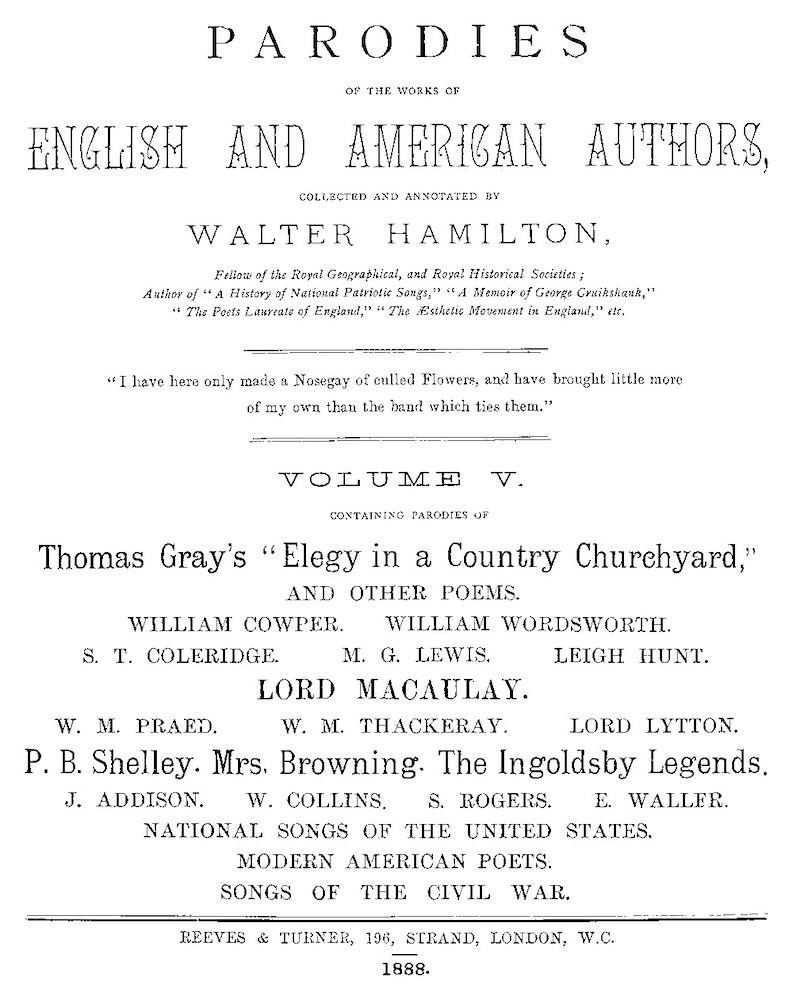 PARODIES
OF THE WORKS OF
ENGLISH AND AMERICAN AUTHORS,
COLLECTED AND ANNOTATED BY
WALTER HAMILTON,
Fellow of the Royal Geographical, and Royal Historical Societies ;
Author of “ A History of National Patriotic Songs,” “ A Memoir of George Cruikshank,”
“ The Poets Laureate of England,” “ The Æsthetic Movement in England,” etc.
“I have here only made a Nosegay of culled Flowers, and have brought little more
of my own than the band which ties them.”
VOLUME V.
CONTAINING PARODIES OF
Thomas Gray’s “Elegy in a Country Churchyard,”
AND OTHER POEMS.
WILLIAM COWPER. WILLIAM WORDSWORTH.
S. T. COLERIDGE. M. G. LEWIS. LEIGH HUNT.
LORD MACAULAY.
W. M. PRAED. W. M. THACKERAY. LORD LYTTON.
P. B. Shelley. Mrs. Browning. The Ingoldsby Legends.
J. ADDISON. W. COLLINS. S. ROGERS. E. WALLER.
NATIONAL SONGS OF THE UNITED STATES.
MODERN AMERICAN POETS.
SONGS OF THE CIVIL WAR.
REEVES & TURNER, 196, STRAND, LONDON, W.C.
1888.